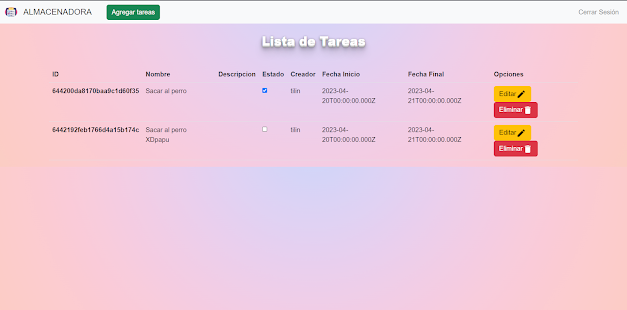 ALMACENADORA Agregar tareas Cerrar Sesión
Lista de Tareas
ID Nombre Descripcion Estado Creador Fecha Inicio Fecha Final Opciones
644200da8170baa9c1d60f35 Sacar al perro tilin 2023-04- 2023-04- Editar
20T00:00:00.000Z 21T00:00:00.000Z
Eliminar
6442192feb1766d4a15b174c Sacar al perro tilin 2023-04- 2023-04- Editar
XDpapu 20T00:00:00.000Z 21T00:00:00.000Z
Eliminar